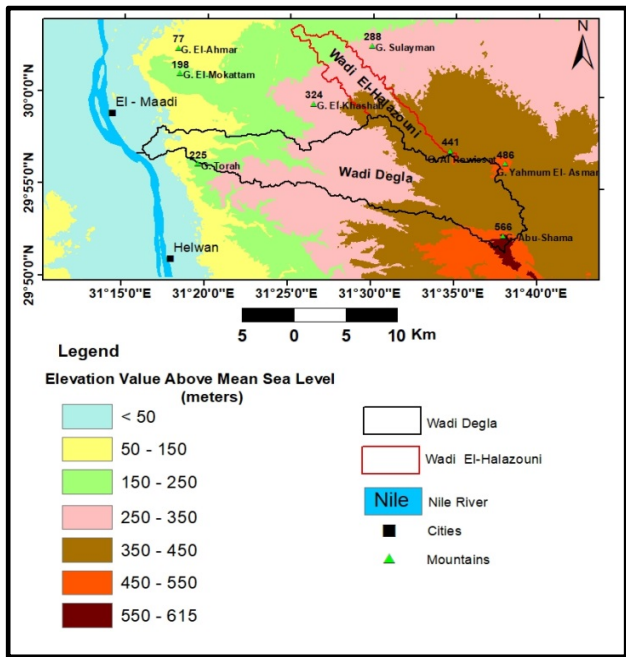 77
G. El-Ahmar
288
G. Sulayman
N
198
G. El-Mokattam
30°0'0"N
El - Maadi
324
G. El-Khashab
Wadi El-Halazouni
441
486
G. Yahmum El- Asmar
225
G. Torah
Wadi Degla
29°55'0"N
566
G. Abu-Shama
Helwan
29°50'0"N
31°15'0"E 31°20'0"E 31°25'0"E 31°30'0"E 31°35'0"E 31°40'0"E
5 0 5 10 Km
Legend
Elevation Value Above Mean Sea Level
(meters)
< 50
50 - 150
150 - 250
250 - 350
350 - 450
450 - 550
550 - 615
Wadi Degla
Wadi El-Halazouni
Nile Nile River
Cities
Mountains